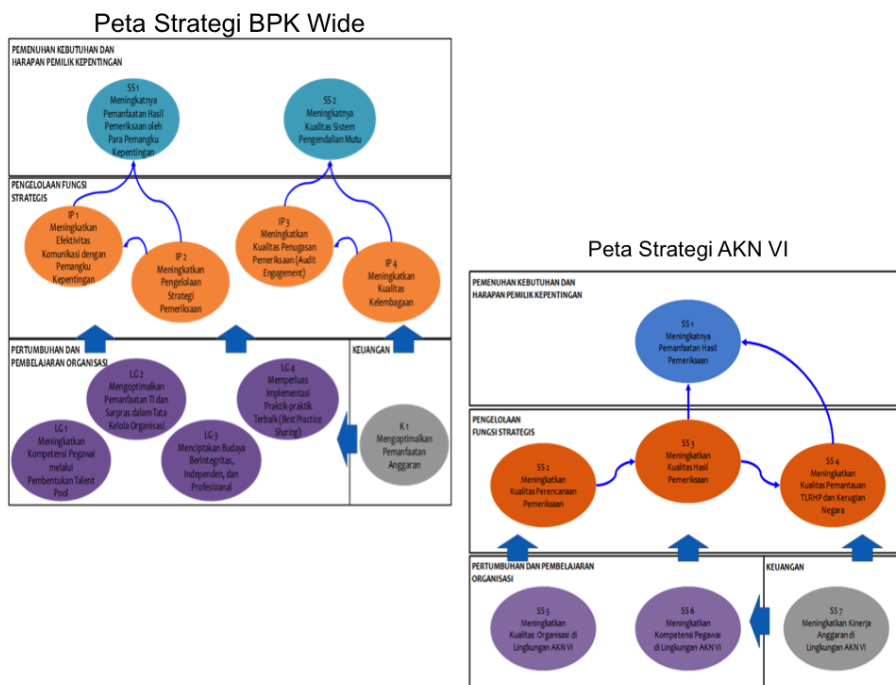 Peta Strategi BPK Wide
PEMENUHAN KEBUTUHAN DAN
HARAPAN PEMILIK KEPENTINGAN
SS 1
Meningkatnya
Pemanfaatan Hasil
Pemeriksaan oleh
Para Pemangku
Kepentingan
SS 2
Meningkatnya
Kualitas Sistem
Pengendalian Mutu
PENGELOLAAN FUNGSI
STRATEGIS
IP 1
Meningkatkan
Efektivitas
Komunikasi dengan
Pemangku
Kepentingan
IP 2
Meningkatkan
Pengelolaan
Strategi
Pemeriksaan
IP 3
Meningkatkan
Kualitas Penugasan
Pemeriksaan (Audit
Engagement)
IP 4
Meningkatkan
Kualitas
Kelembagaan
PERTUMBUHAN DAN
PEMBELAJARAN ORGANISASI
LG 1
Meningkatkan
Kompetensi Pegawai
melalui
Pembentukan Talent
Pool
LG 2
Mengoptimalkan
Pemanfaatan TI dan
Sarpras dalam Tata
Kelola Organisasi
LG 3
Menciptakan Budaya
Berintegritas,
Independen, dan
Profesioanal
LG 4
Memperluas
Implementasi
Praktik-praktik
Terbaik (Best Practice
Sharing)
KEUANGAN
K 1
Mengoptimalkan
Pemanfaatan
Anggaran
Peta Strategi AKN VI
PEMENUHAN KEBUTUHAN DAN
HARAPAN PEMILIK KEPENTINGAN
SS 1
Meningkatnya
Pemanfaatan Hasil
Pemeriksaan
PENGELOLAAN
FUNGSI STRATEGIS
SS 2
Meningkatkan
Kualitas Perencanaan
Pemeriksaan
SS 3
Meningkatkan
Kualitas Hasil
Pemeriksaan
SS 4
Meningkatkan
Kualitas Pemantauan
TLRHP dan Kerugian
Negara
PERTUMBUHAN DAN PEMBELAJARAN
ORGANISASI
SS 5
Meningkatkan
Kualitas Organisasi di
Lingkungan AKN VI
SS 6
Meningkatkan
Kompetensi Pegawai
di Lingkungan AKN VI
KEUANGAN
SS 7
Meningkatkan Kinerja
Anggaran di
Lingkungan AKN VI